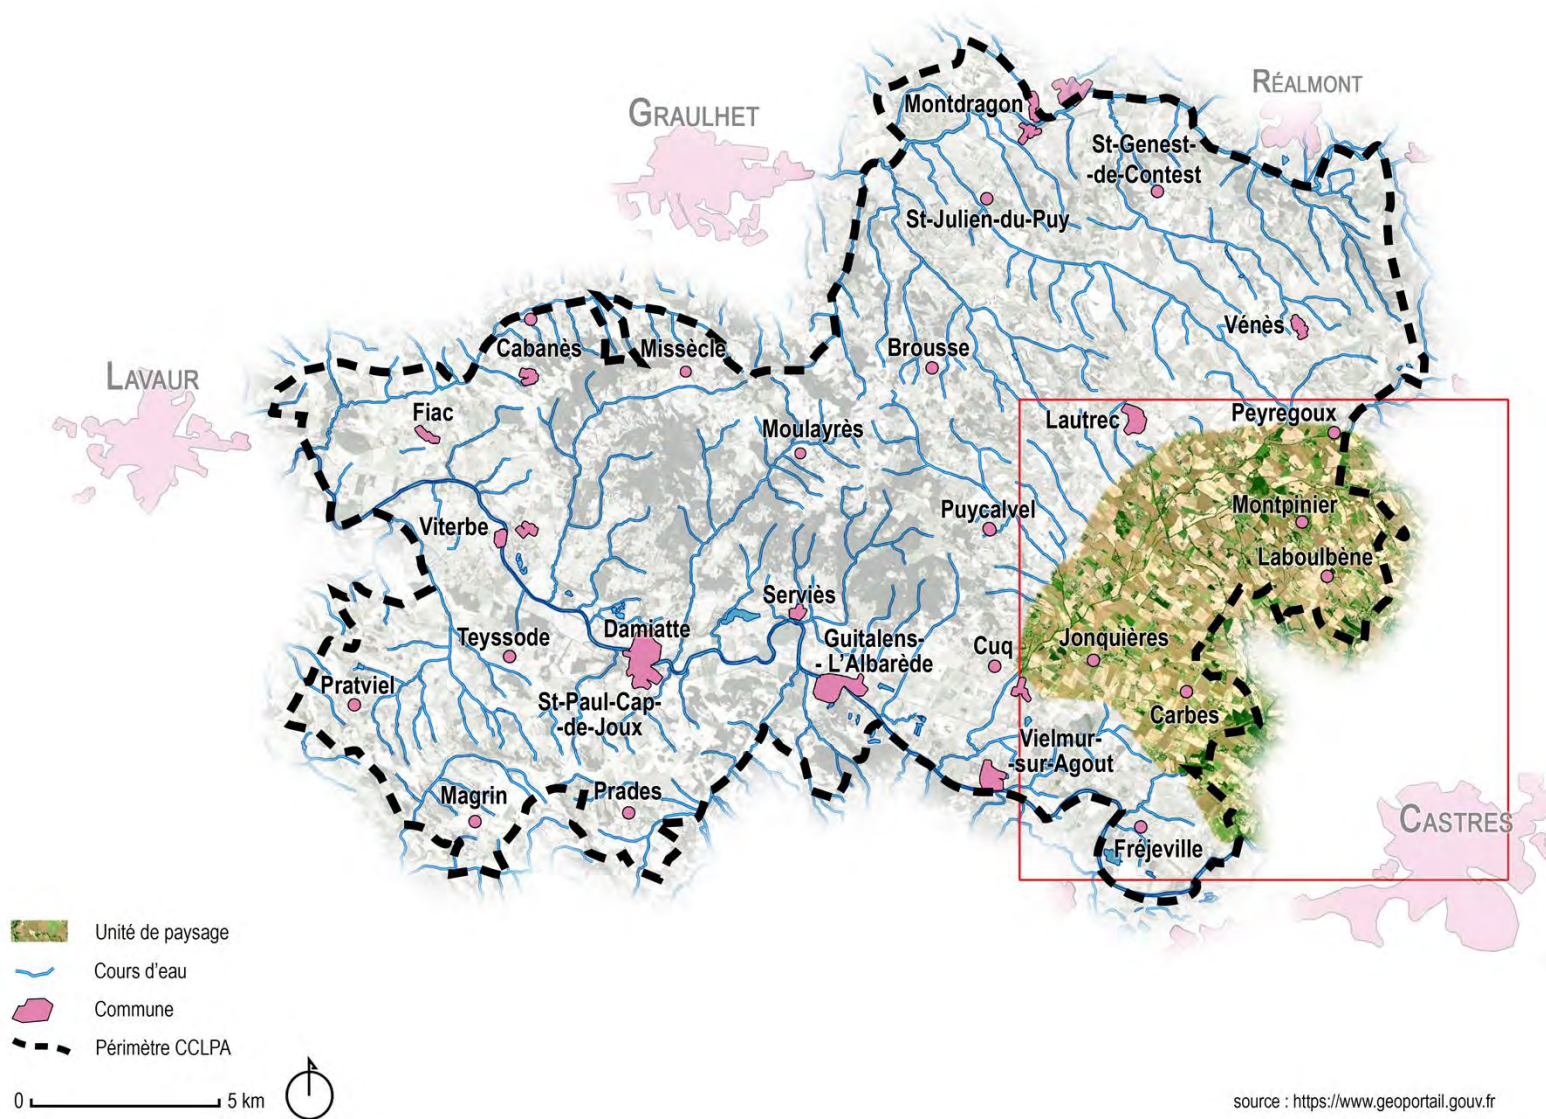 RÉALMONT
GRAULHET
Montdragon
St-Genest-
-de-Contest
St-Julien-du-Puy
Vénès
Cabanès
Missècle
Brousse
LAVAUR
Fiac
Moulayrès
Lautrec
Peyregoux
Viterbe
Puycalvel
Montpinier
Laboulbène
Serviès
Teyssode
Damiatte
Guitalens-
- L'Albarède
Cuq
Jonquières
Pratviel
St-Paul-Cap-
-de-Joux
Carbes
Vielmur-
-sur-Agout
Magrin
Prades
CASTRES
Fréjeville
Unité de paysage
Cours d'eau
Commune
Périmètre CCLPA
0 5 km
source : https://www.geoportail.gouv.fr